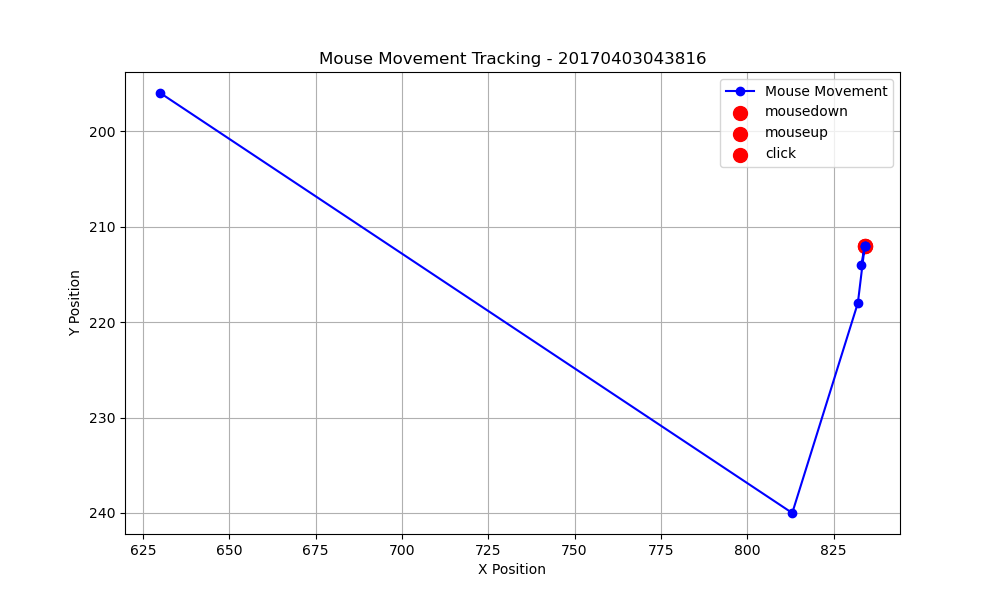 Mouse Movement Tracking - 20170403043816
Mouse Movement
mousedown
mouseup
click
200
210
220
230
240
Y Position
625
650
675
700
725
750
775
800
825
X Position